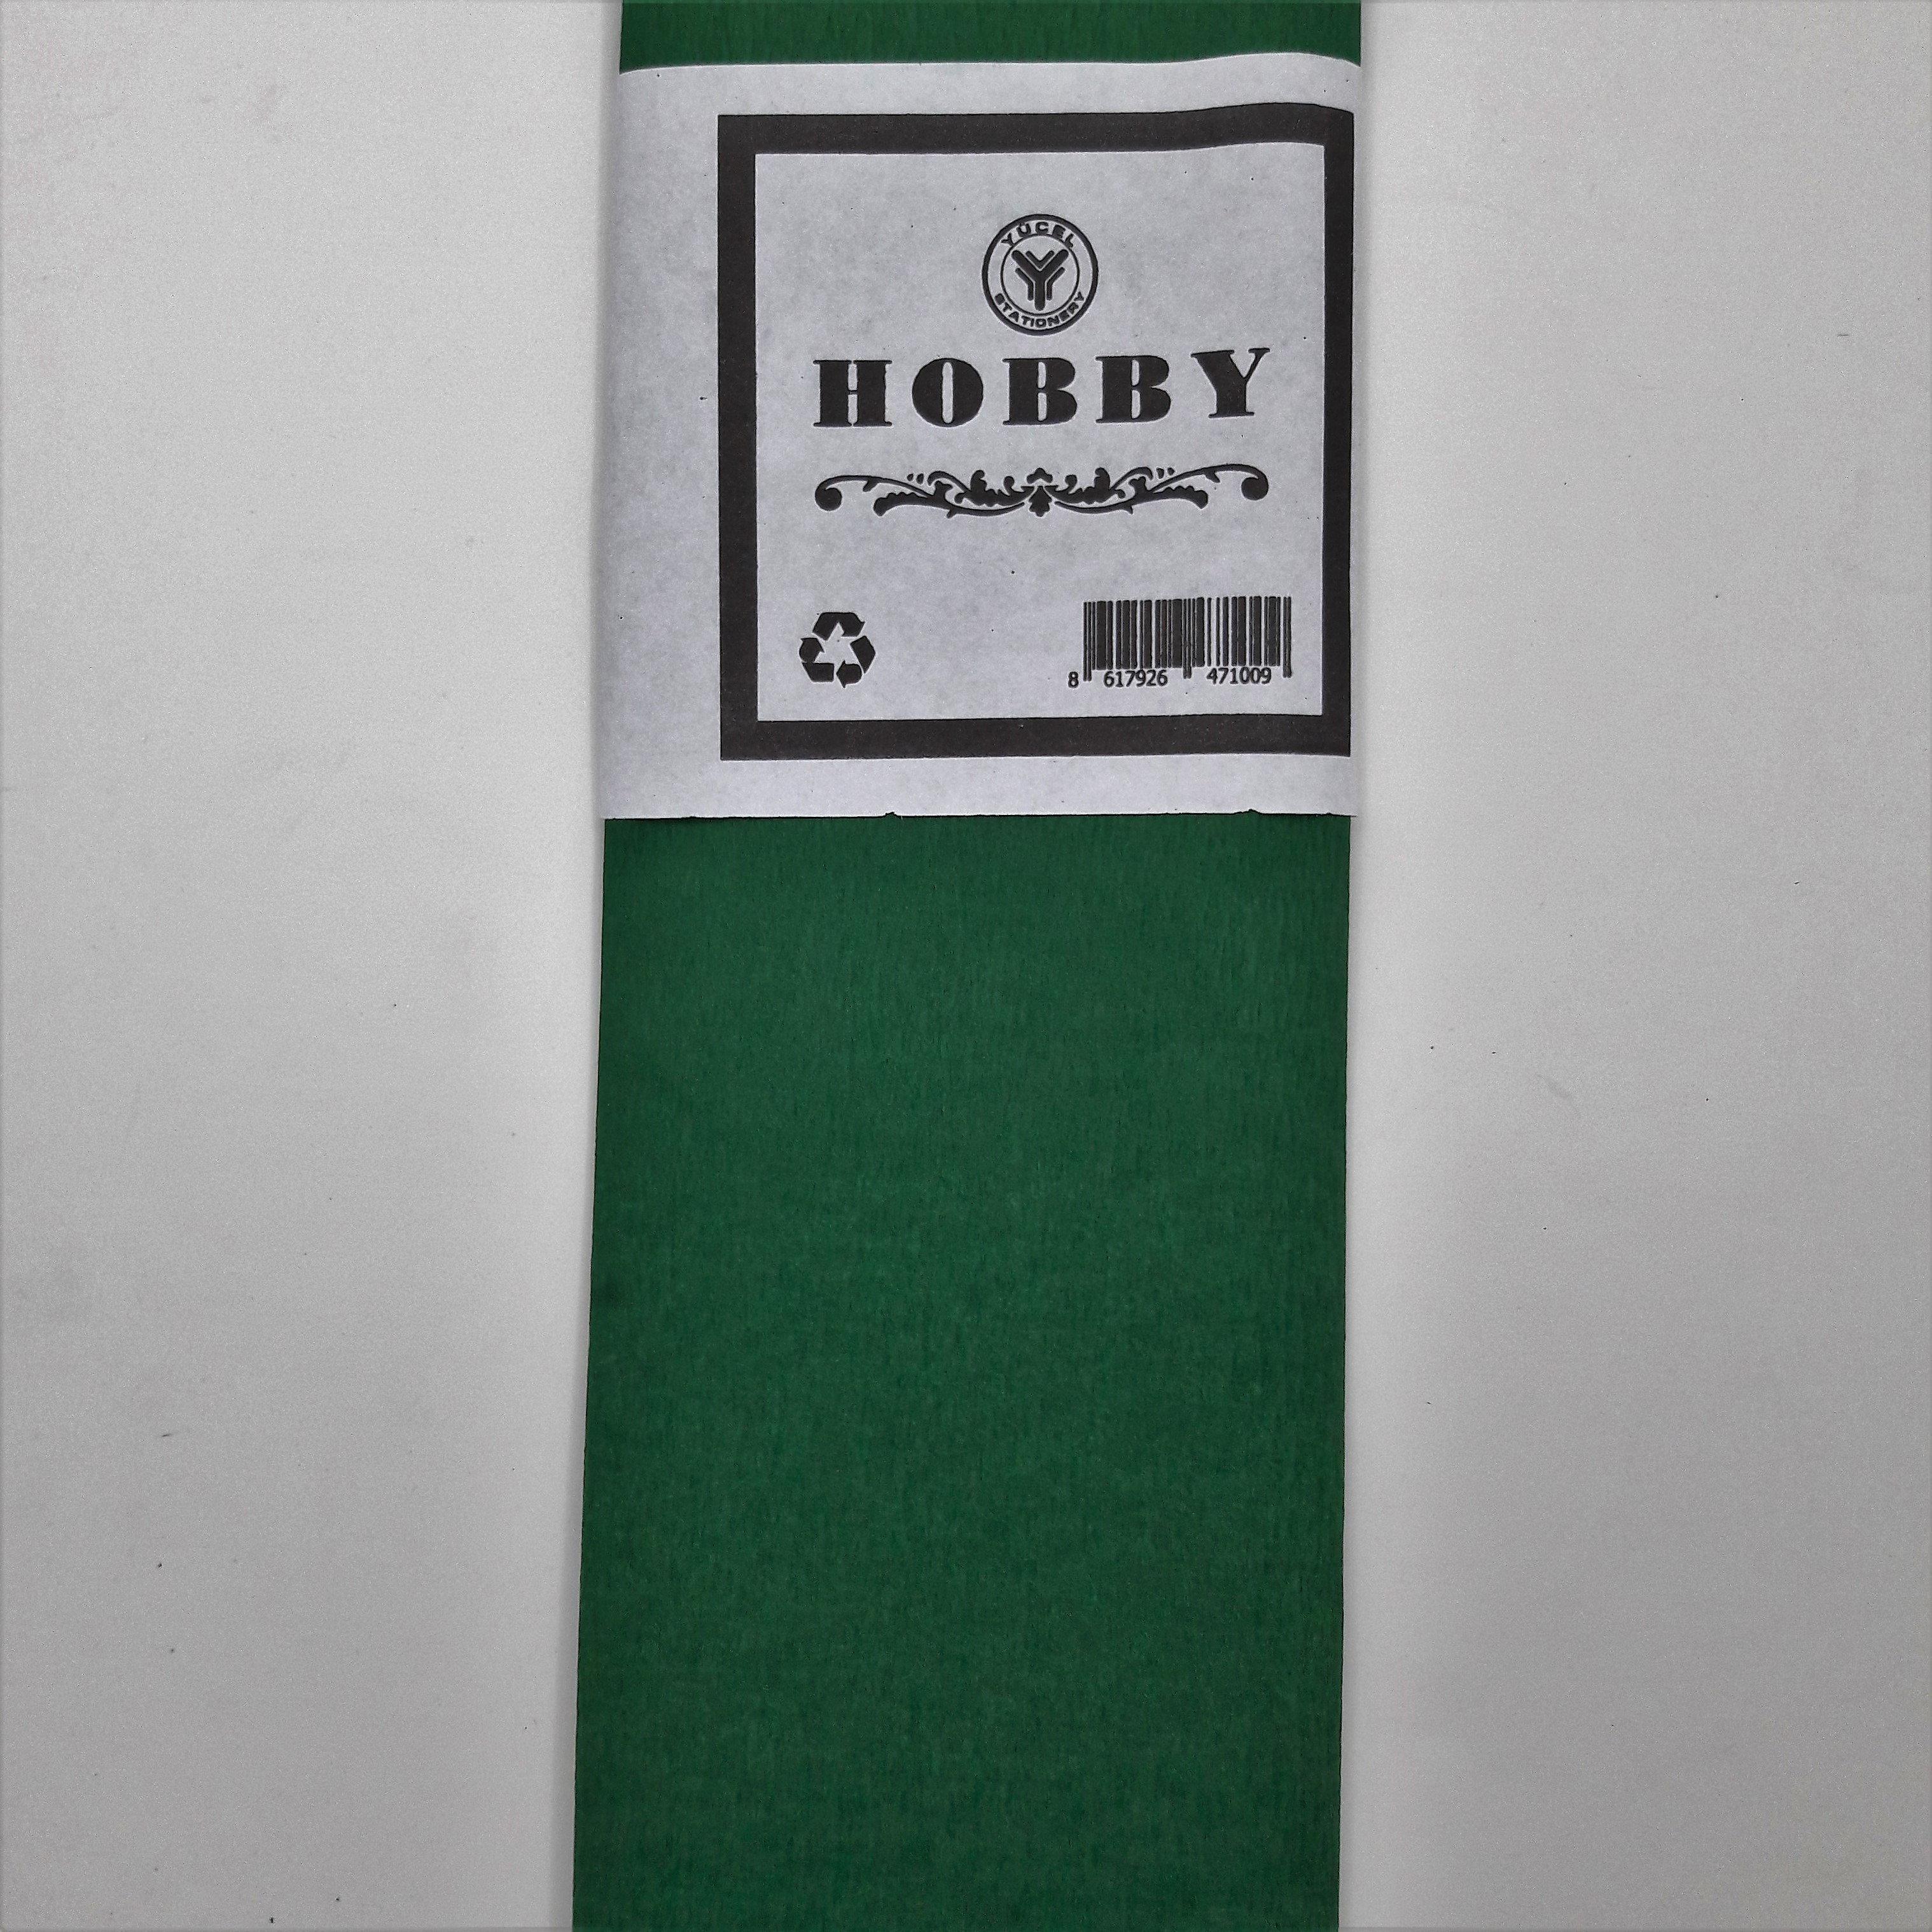 YÜCEL
STATIONERY
HOBBY
8 617926 471009